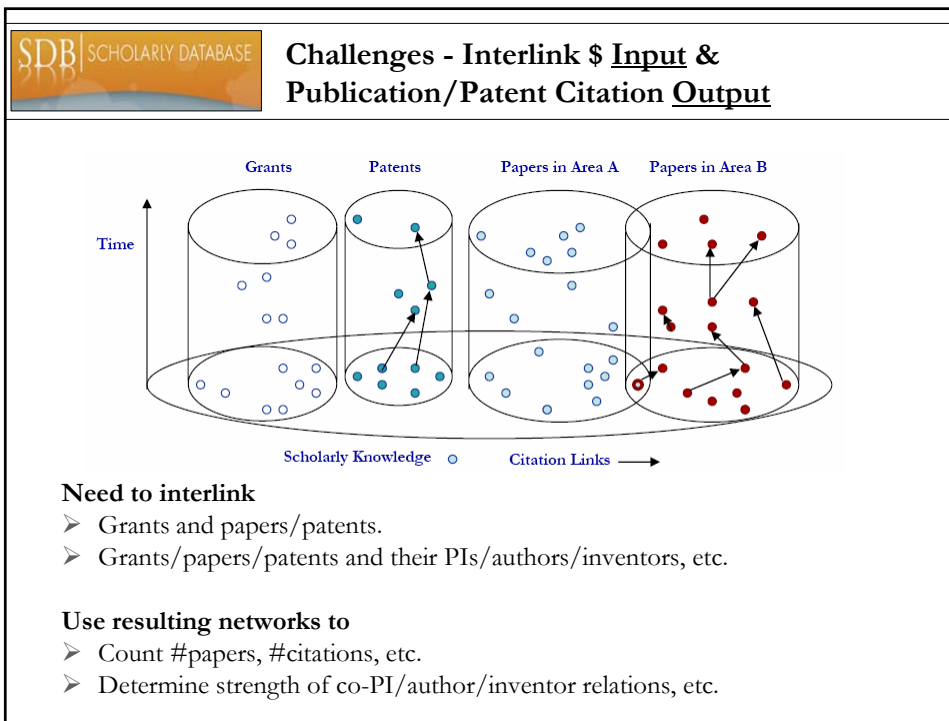 SDB SCHOLARLY DATABASE
Challenges - Interlink $ Input &
Publication/Patent Citation Output
Grants Patents Papers in Area A Papers in Area B
Time
Scholarly Knowledge Citation Links
Need to interlink
➢ Grants and papers/patents.
➢ Grants/papers/patents and their PIs/authors/inventors, etc.
Use resulting networks to
➢ Count #papers, #citations, etc.
➢ Determine strength of co-PI/author/inventor relations, etc.